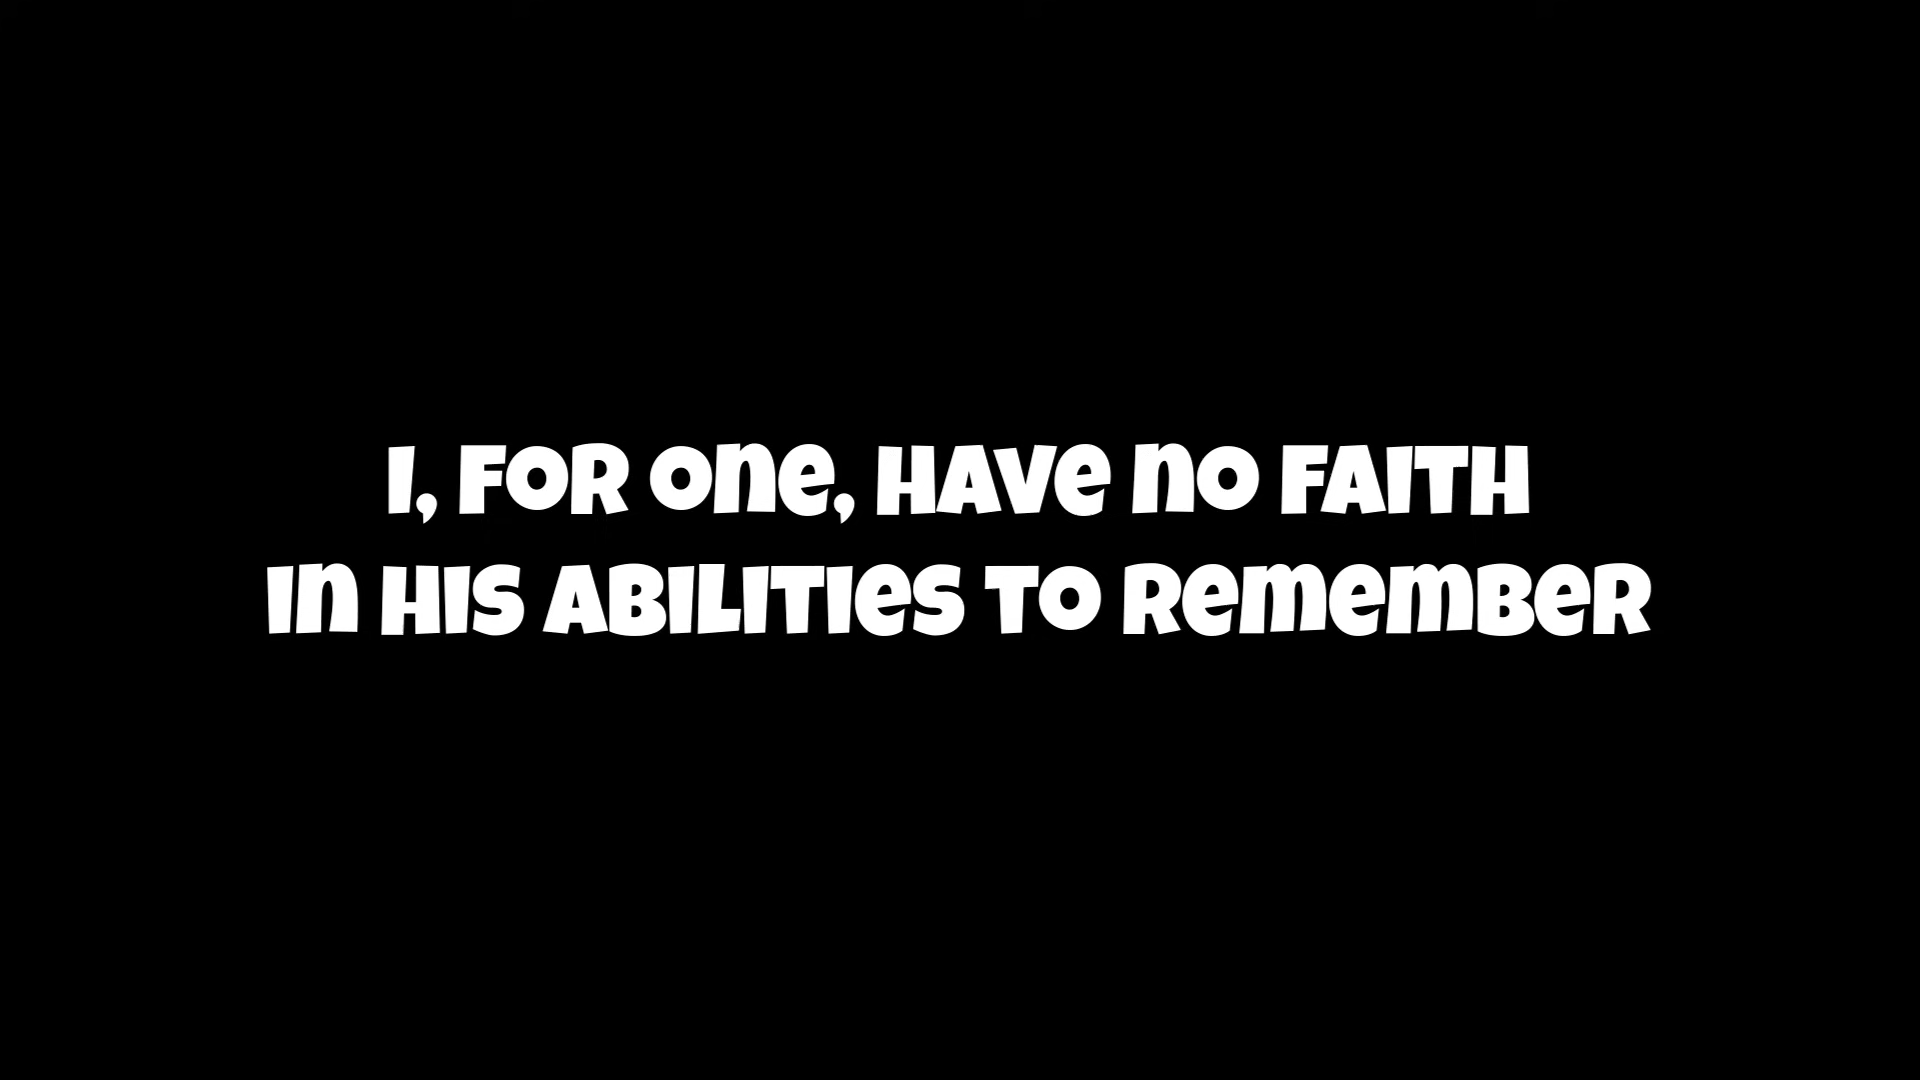 I, for one, have no faith
in his abilities to remember